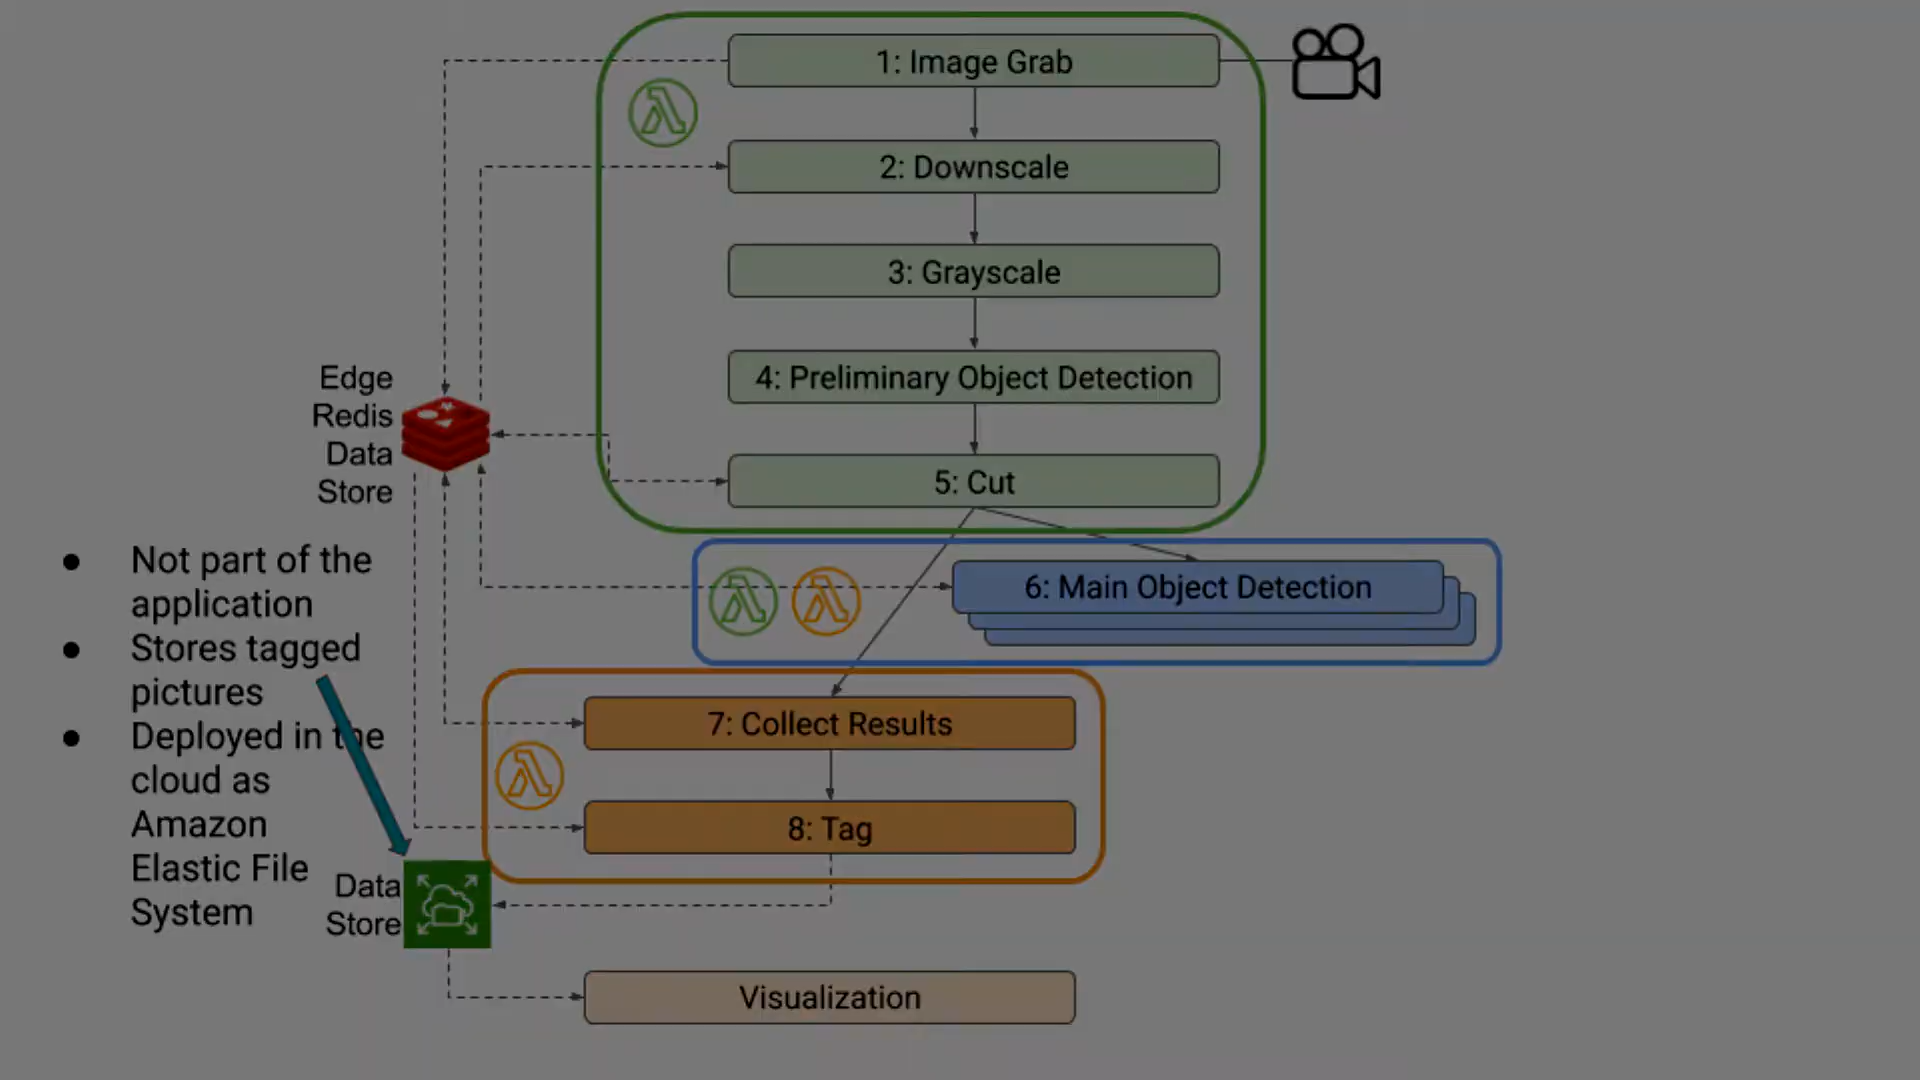 1: Image Grab
2: Downscale
3: Grayscale
4: Preliminary Object Detection
5: Cut
Edge
Redis
Data
Store
6: Main Object Detection
● Not part of the
application
● Stores tagged
pictures
● Deployed in the
cloud as
Amazon
Elastic File
System
7: Collect Results
8: Tag
Data
Store
Visualization